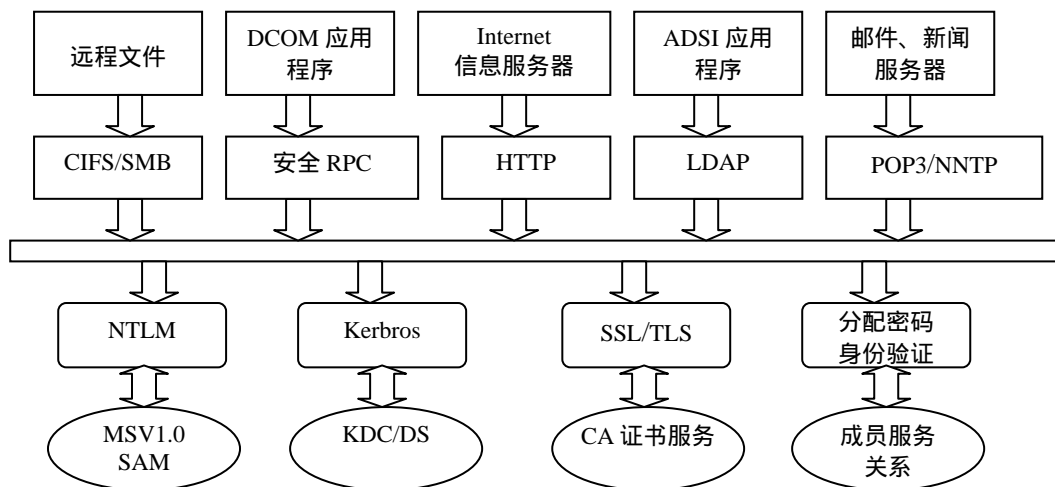 远程文件
DCOM 应用
程序
Internet
信息服务器
ADSI 应用
程序
邮件、新闻
服务器
CIFS/SMB
安全 RPC
HTTP
LDAP
POP3/NNTP
NTLM
Kerbros
SSL/TLS
分配密码
身份验证
MSV1.0
SAM
KDC/DS
CA 证书服务
成员服务
关系